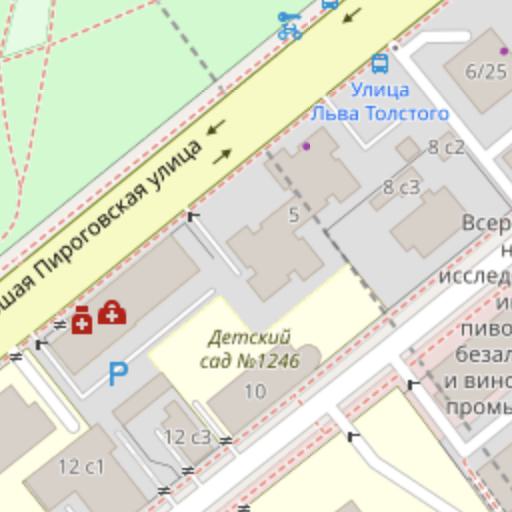 6/25
Улица
Льва Толстого
8 с2
8 с3
5
шая Пироговская улица
Всер
н
исслед
и
пиво
безал
и вино
промы
Детский
сад №1246
10
P
12 с3
12 с1